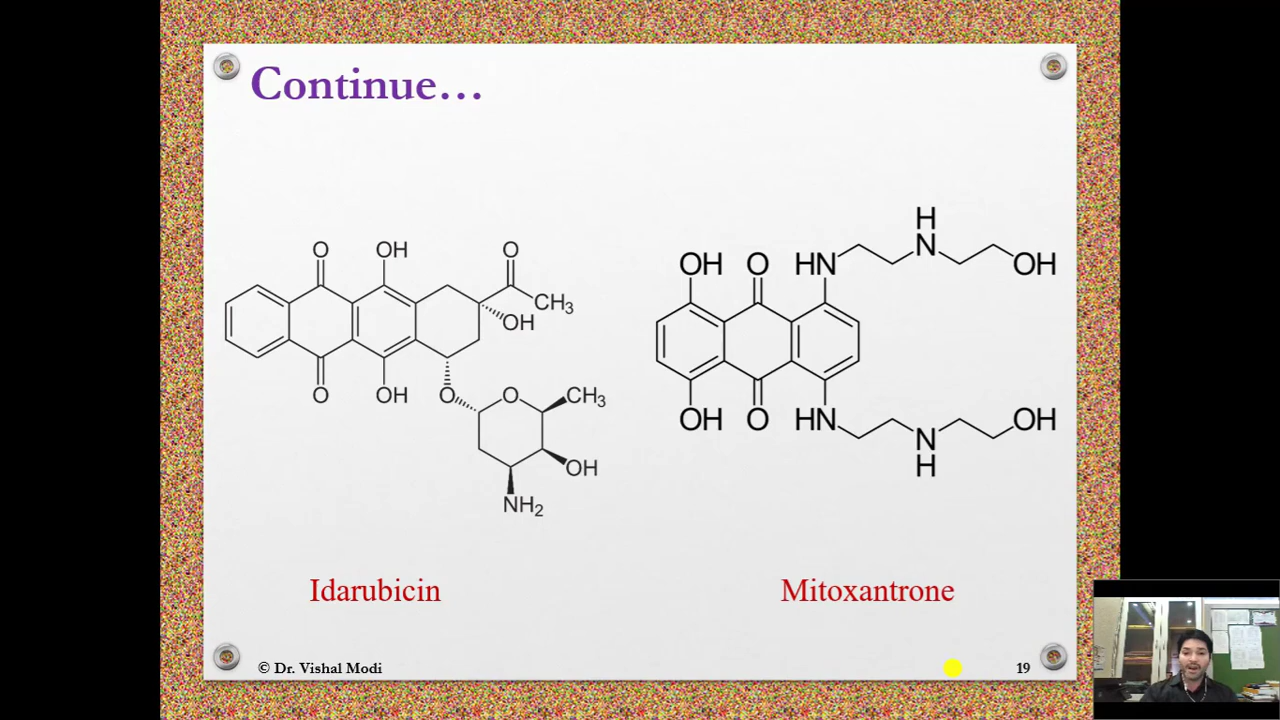 Continue...
O OH O
CH3
OH
O OH O O CH3
OH
NH2
H
N
OH O HN OH
OH O HN OH
N
H
Idarubicin Mitoxantrone
© Dr. Vishal Modi 19